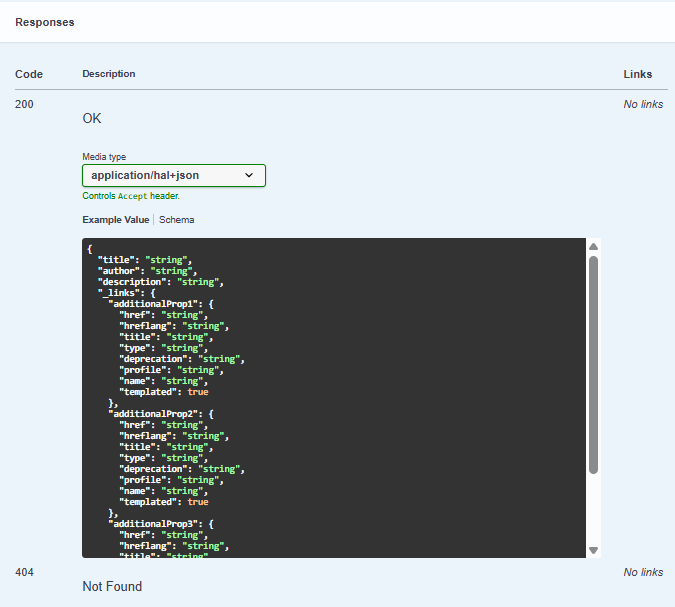 Responses
Code Description Links
200 No links
OK
Media type
application/hal+json
Controls Accept header.
Example Value Schema
{
  "title": "string",
  "author": "string",
  "description": "string",
  "_links": {
    "additionalProp1": {
      "href": "string",
      "hreflang": "string",
      "title": "string",
      "type": "string",
      "deprecation": "string",
      "profile": "string",
      "name": "string",
      "templated": true
    },
    "additionalProp2": {
      "href": "string",
      "hreflang": "string",
      "title": "string",
      "type": "string",
      "deprecation": "string",
      "profile": "string",
      "name": "string",
      "templated": true
    },
    "additionalProp3": {
      "href": "string",
      "hreflang": "string",
      "title": "string"
404 No links
Not Found